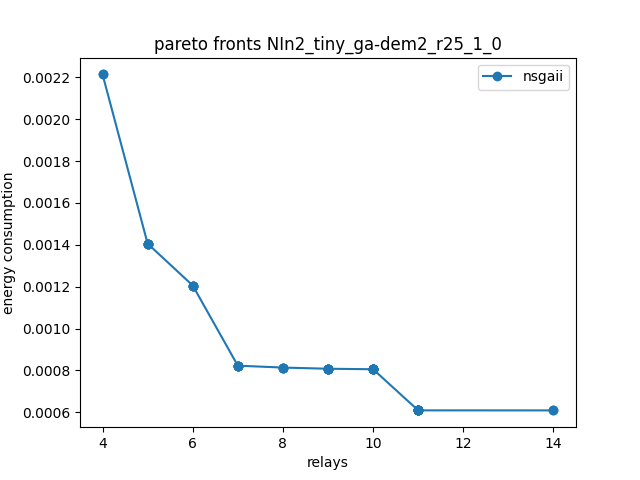 pareto fronts NIn2_tiny_ga-dem2_r25_1_0
nsgaii
energy consumption
0.0022
0.0020
0.0018
0.0016
0.0014
0.0012
0.0010
0.0008
0.0006
4 6 8 10 12 14
relays